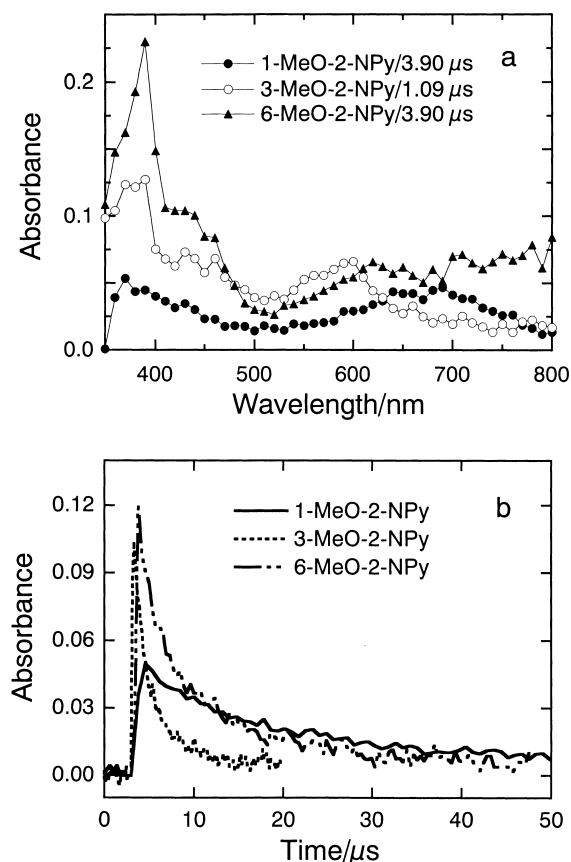 a
1-MeO-2-NPy/3.90 μs
3-MeO-2-NPy/1.09 μs
6-MeO-2-NPy/3.90 μs
Absorbance
0.2
0.1
0.0
400 500 600 700 800
Wavelength/nm
b
1-MeO-2-NPy
3-MeO-2-NPy
6-MeO-2-NPy
Absorbance
0.12
0.09
0.06
0.03
0.00
0 10 20 30 40 50
Time/μs